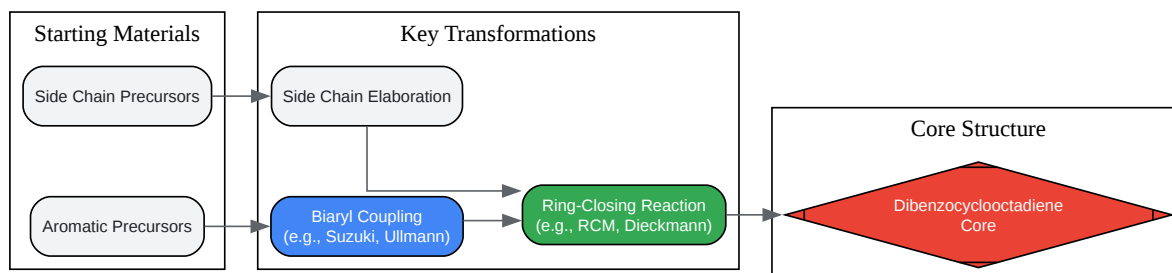 Starting Materials
Side Chain Precursors
Aromatic Precursors
Key Transformations
Side Chain Elaboration
Biaryl Coupling
(e.g., Suzuki, Ullmann)
Ring-Closing Reaction
(e.g., RCM, Dieckmann)
Core Structure
Dibenzocyclooctadiene
Core